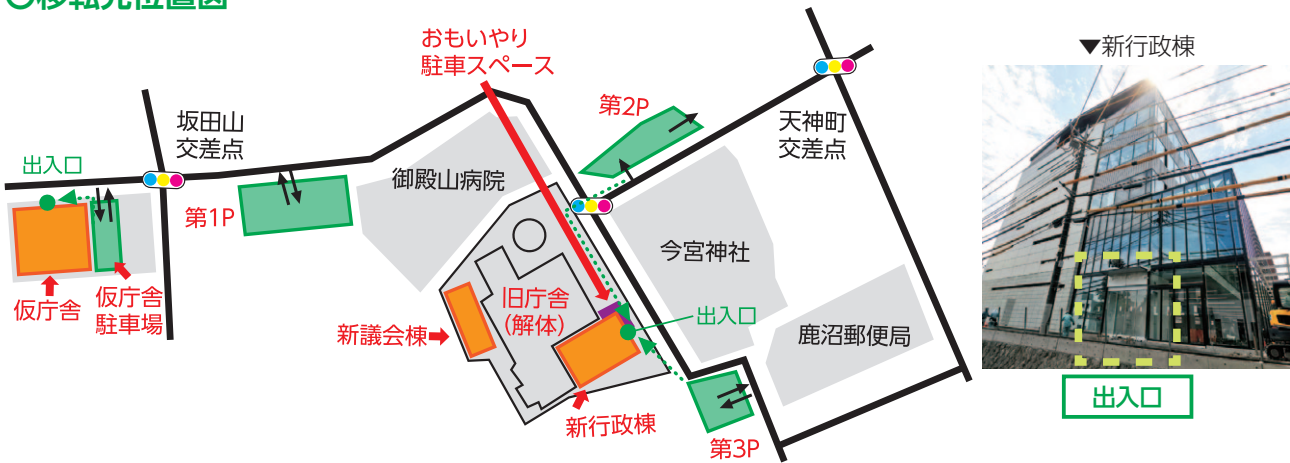 〇移転先位置図
おもいやり
駐車スペース
▼新行政棟
坂田山
交差点
第2P
天神町
交差点
出入口
御殿山病院
第1P
今宮神社
旧庁舎
(解体)
仮庁舎
仮庁舎
駐車場
出入口
新議会棟
鹿沼郵便局
新行政棟
第3P
出入口